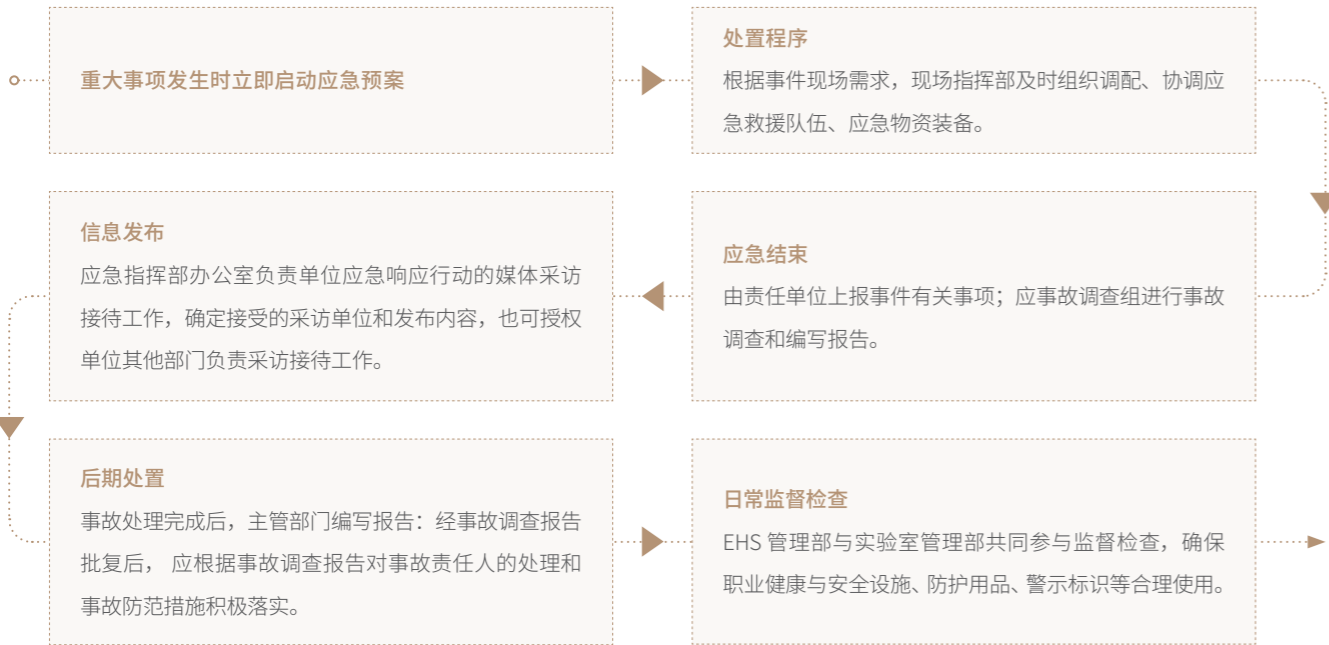 重大事项发生时立即启动应急预案
处置程序
根据事件现场需求，现场指挥部及时组织调配、协调应
急救援队伍、应急物资装备。
应急结束
由责任单位上报事件有关事项；应事故调查组进行事故
调查和编写报告。
信息发布
应急指挥部办公室负责单位应急响应行动的媒体采访
接待工作，确定接受的采访单位和发布内容，也可授权
单位其他部门负责采访接待工作。
后期处置
事故处理完成后，主管部门编写报告：经事故调查报告
批复后， 应根据事故调查报告对事故责任人的处理和
事故防范措施积极落实。
日常监督检查
EHS 管理部与实验室管理部共同参与监督检查，确保
职业健康与安全设施、防护用品、警示标识等合理使用。